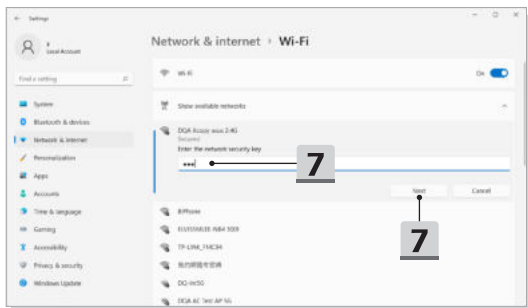 Settings
Local Account
Find a setting
System
Bluetooth & devices
Network & internet
Personalization
Apps
Accounts
Time & language
Gaming
Accessibility
Privacy & security
Windows Update
Network & internet › Wi-Fi
Wi-Fi
On
Show available networks
Secured
Enter the network security key
7
Next
Cancel
7
BiPhone